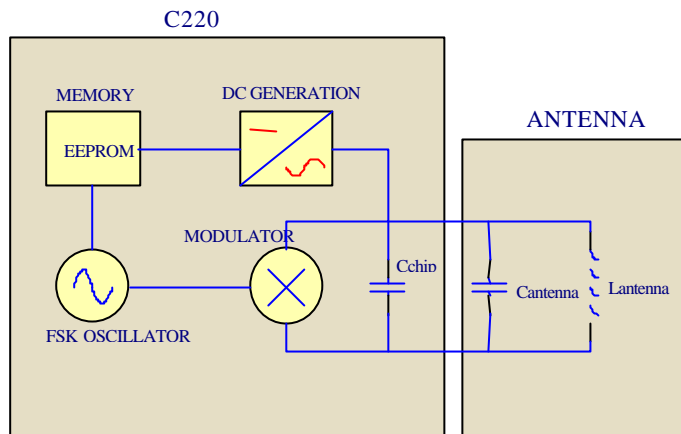 C220
MEMORY
DC GENERATION
ANTENNA
EEPROM
MODULATOR
Cchip
Cantenna
Lantenna
FSK OSCILLATOR